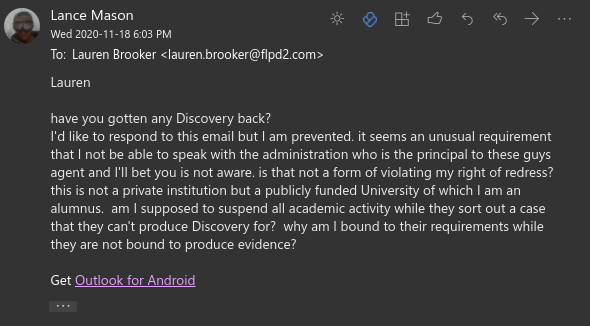 Lance Mason
Wed 2020-11-18 6:03 PM
To: Lauren Brooker <lauren.brooker@flpd2.com>
Lauren
have you gotten any Discovery back?
I'd like to respond to this email but I am prevented. it seems an unusual requirement
that I not be able to speak with the administration who is the principal to these guys
agent and I'll bet you is not aware. is that not a form of violating my right of redress?
this is not a private institution but a publicly funded University of which I am an
alumnus.  am I supposed to suspend all academic activity while they sort out a case
that they can't produce Discovery for?  why am I bound to their requirements while
they are not bound to produce evidence?
Get Outlook for Android